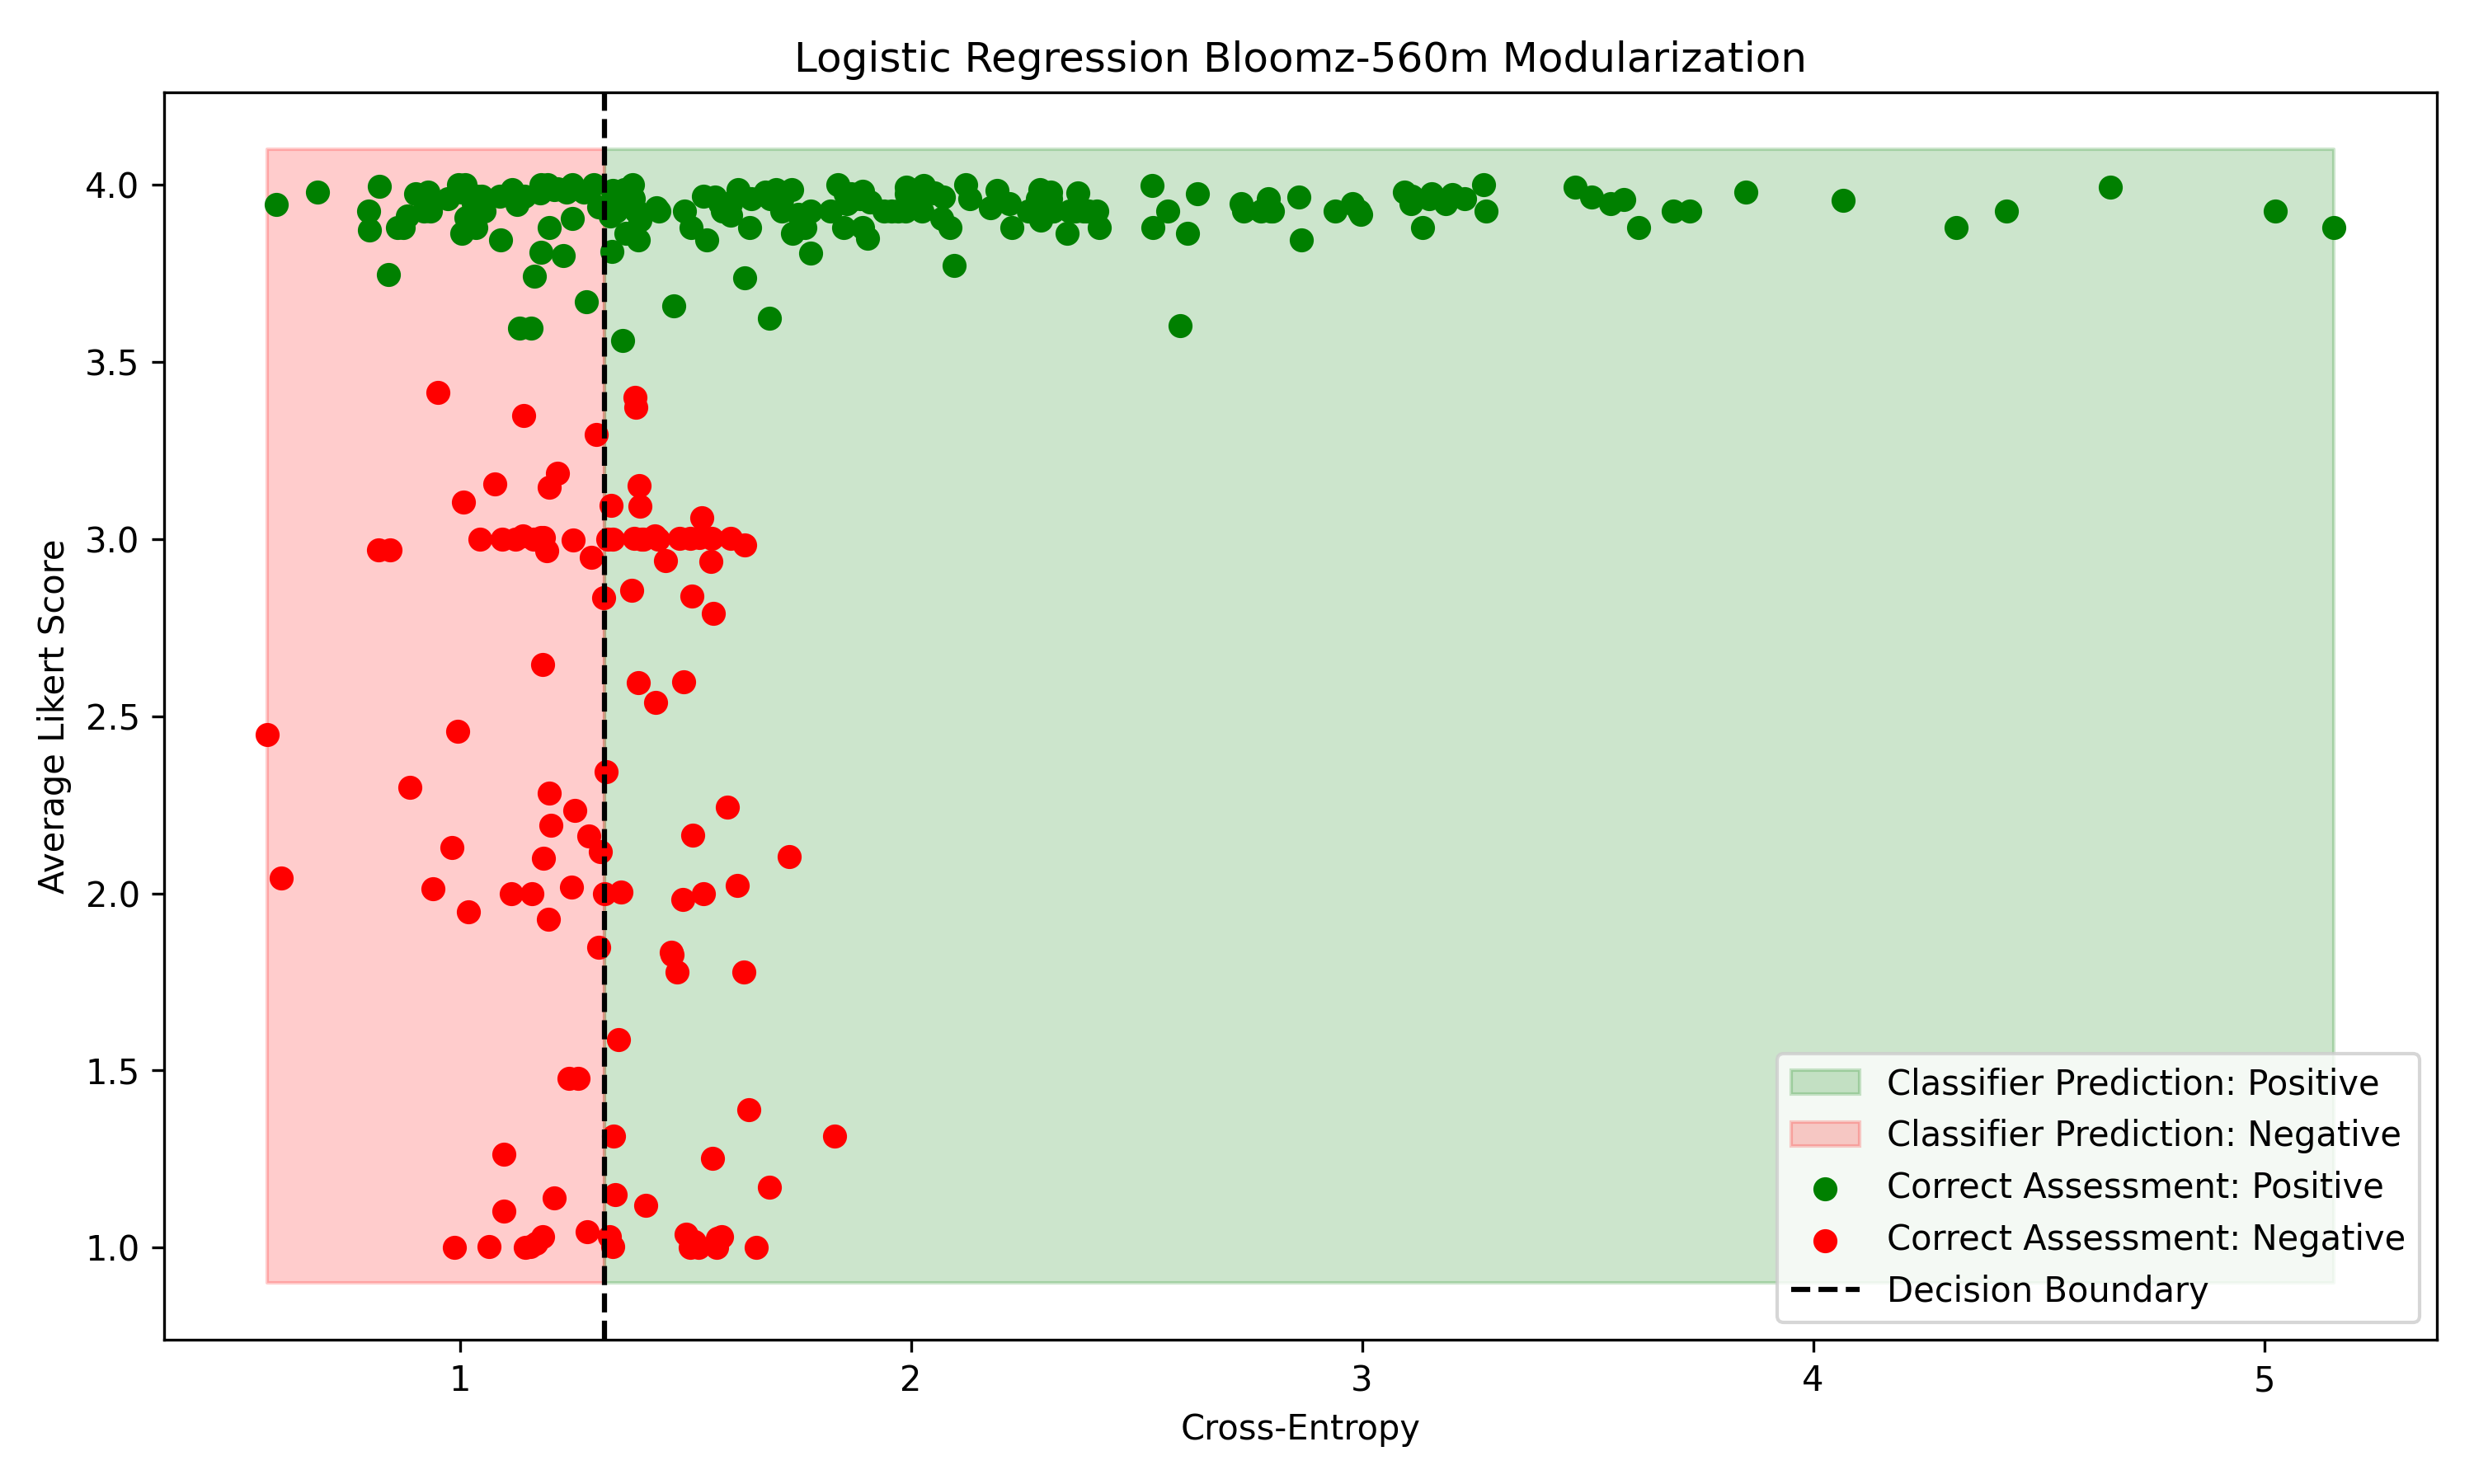 Logistic Regression Bloomz-560m Modularization
4.0
3.5
3.0
2.5
2.0
1.5
1.0
Average Likert Score
Classifier Prediction: Positive
Classifier Prediction: Negative
Correct Assessment: Positive
Correct Assessment: Negative
Decision Boundary
1 2 3 4 5
Cross-Entropy